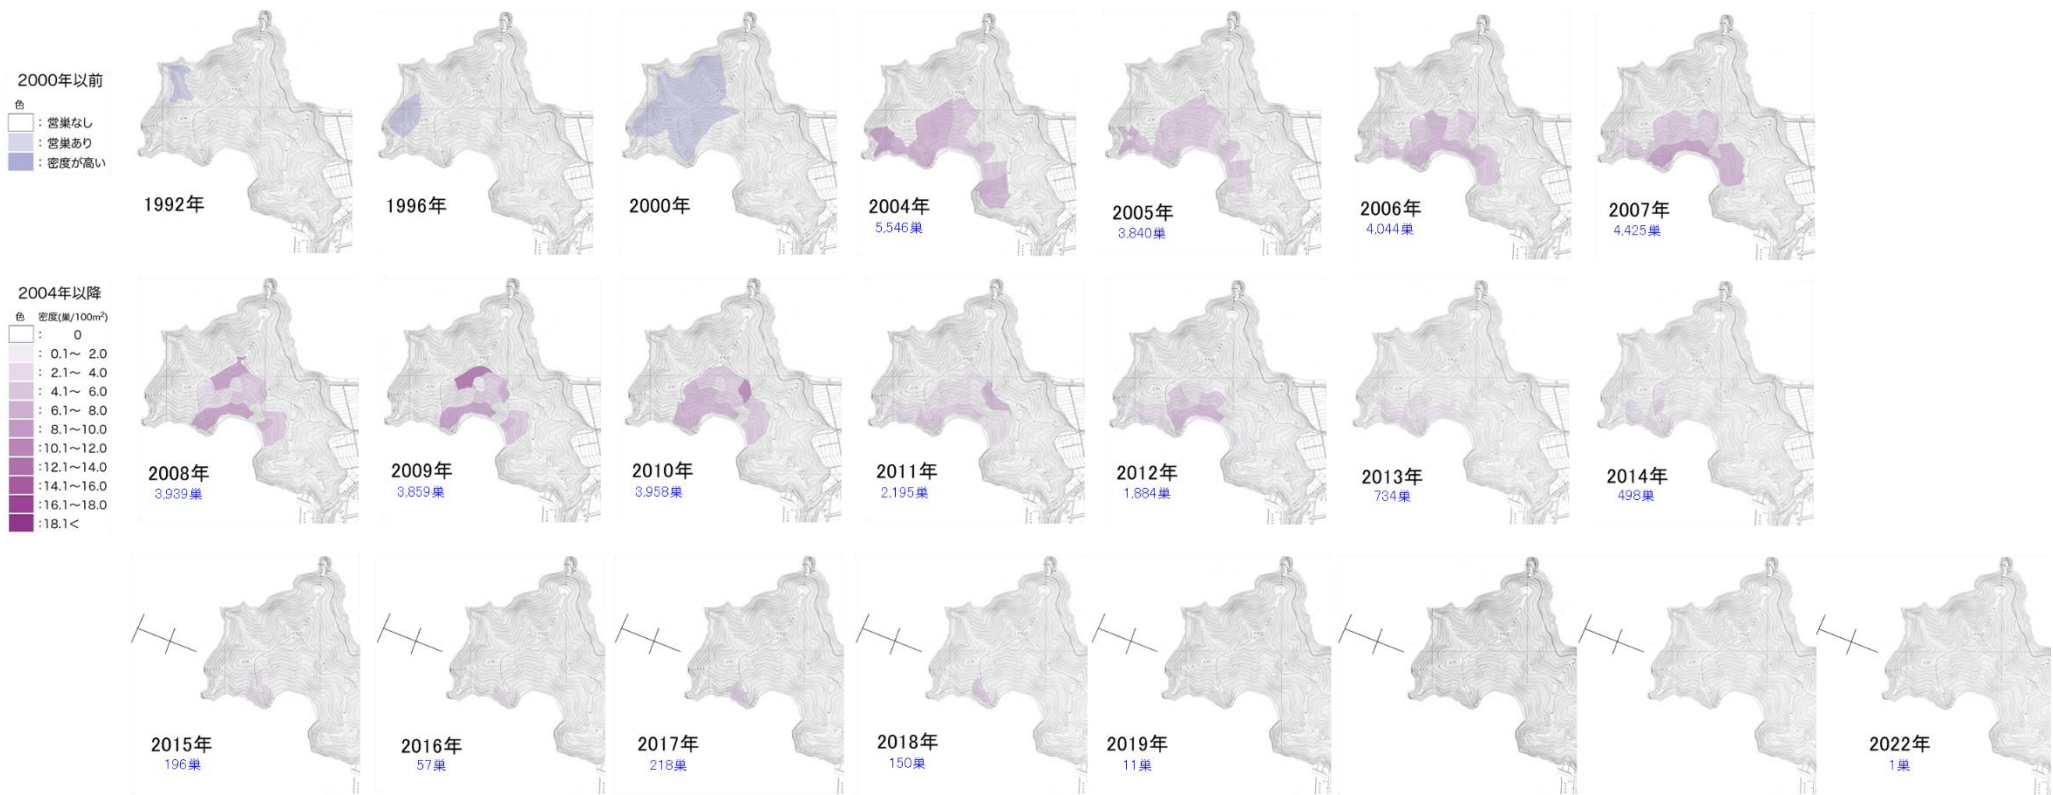 2000年以前
色
：営巣なし
：営巣あり
：密度が高い
1992年
1996年
2000年
2004年
5,546巣
2005年
3,840巣
2006年
4,044巣
2007年
4,425巣
2004年以降
色 密度(巣/100m²)
： 0
： 0.1～ 2.0
： 2.1～ 4.0
： 4.1～ 6.0
： 6.1～ 8.0
： 8.1～10.0
：10.1～12.0
：12.1～14.0
：14.1～16.0
：16.1～18.0
：18.1<
2008年
3,939巣
2009年
3,859巣
2010年
3,958巣
2011年
2,195巣
2012年
1,884巣
2013年
734巣
2014年
498巣
2015年
196巣
2016年
57巣
2017年
218巣
2018年
150巣
2019年
11巣
2022年
1巣